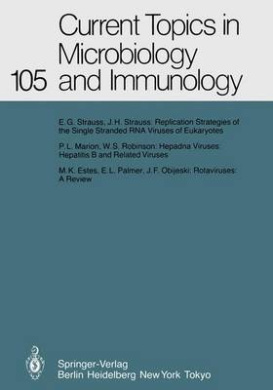 Current Topics in
Microbiology
105 and Immunology
E. G. Strauss, J. H. Strauss: Replication Strategies of
the Single Stranded RNA Viruses of Eukaryotes
P. L. Marion, W. S. Robinson: Hepadna Viruses:
Hepatitis B and Related Viruses
M. K. Estes, E. L. Palmer, J. F. Obijeski: Rotaviruses:
A Review
Springer-Verlag
Berlin Heidelberg New York Tokyo